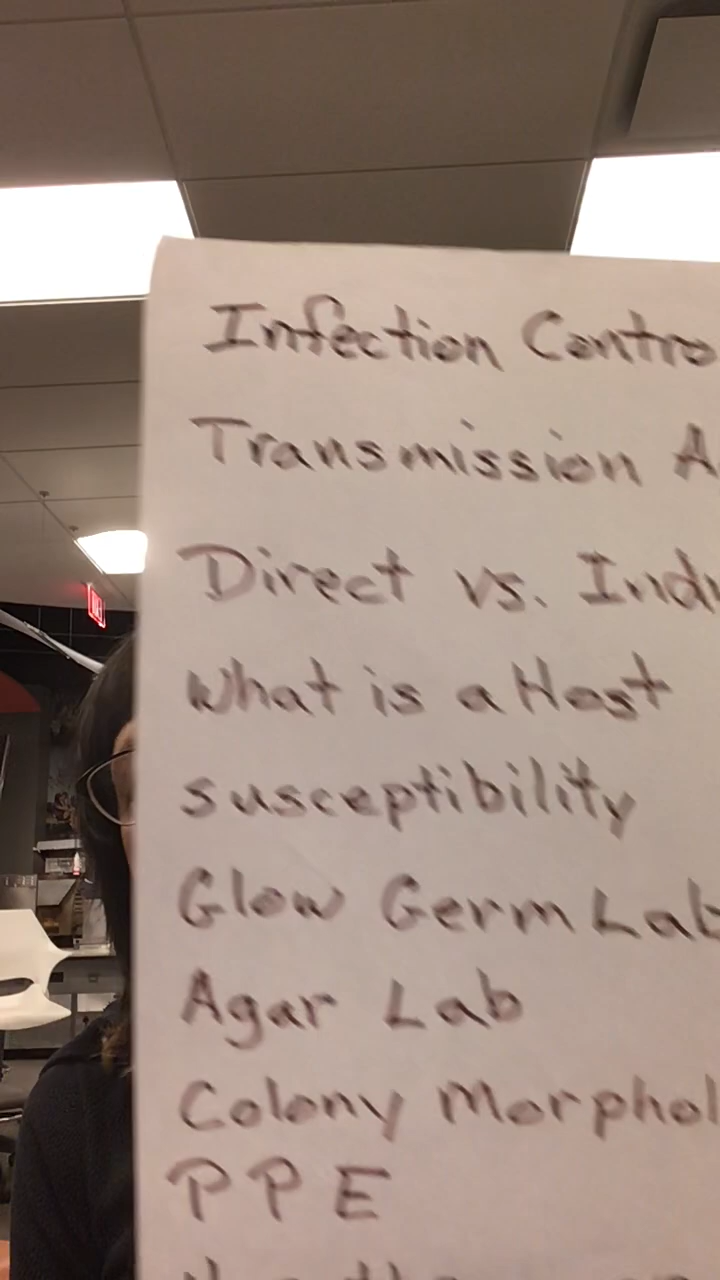 Infection Contro
Transmission A
Direct vs. Ind
What is a Host
susceptibility
Glow Germ Lab
Agar Lab
Colony Morphol
PPE